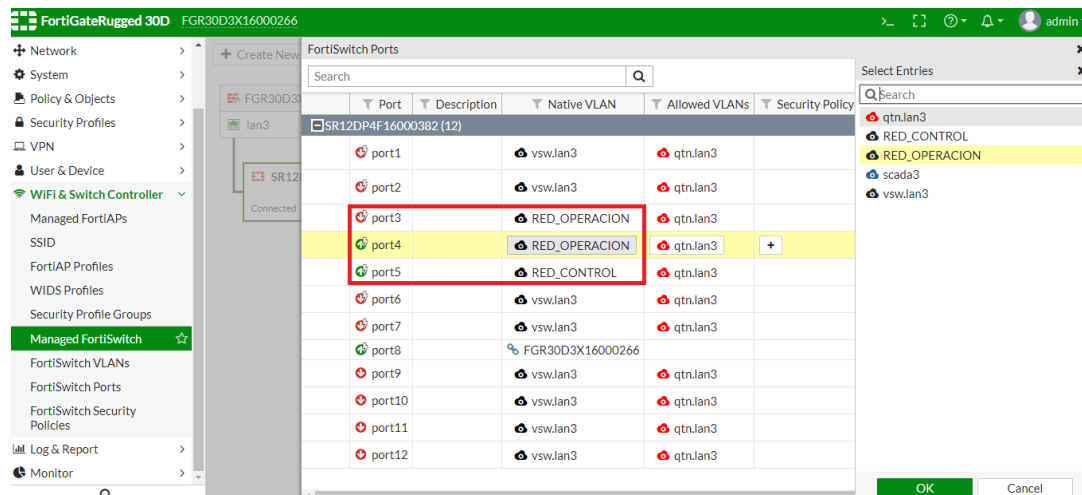 FortiGateRugged 30D FGR30D3X16000266
>_ admin
Network
System
Policy & Objects
Security Profiles
VPN
User & Device
WiFi & Switch Controller
Managed FortiAPs
SSID
FortiAP Profiles
WIDS Profiles
Security Profile Groups
Managed FortiSwitch
FortiSwitch VLANs
FortiSwitch Ports
FortiSwitch Security
Policies
Log & Report
Monitor
+ Create New
FGR30D3
lan3
SR12
Connected
FortiSwitch Ports
Search
Port Description Native VLAN Allowed VLANs Security Policy
SR12DP4F16000382 (12)
port1 vsw.lan3 qtn.lan3
port2 vsw.lan3 qtn.lan3
port3 RED_OPERACION qtn.lan3
port4 RED_OPERACION qtn.lan3 +
port5 RED_CONTROL qtn.lan3
port6 vsw.lan3 qtn.lan3
port7 vsw.lan3 qtn.lan3
port8 FGR30D3X16000266
port9 vsw.lan3 qtn.lan3
port10 vsw.lan3 qtn.lan3
port11 vsw.lan3 qtn.lan3
port12 vsw.lan3 qtn.lan3
Select Entries
Search
qtn.lan3
RED_CONTROL
RED_OPERACION
scada3
vsw.lan3
OK Cancel